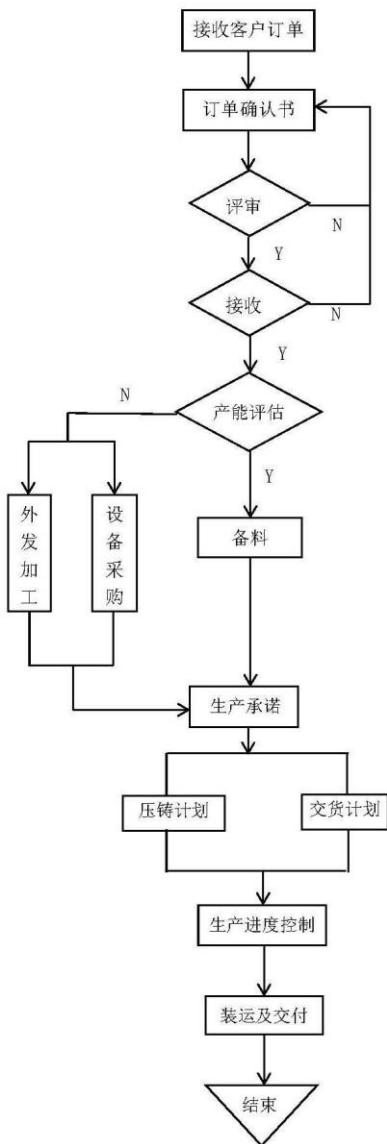 接收客户订单
订单确认书
评审
N
Y
接收
N
Y
N
产能评估
Y
外发加工
设备采购
备料
生产承诺
压铸计划
交货计划
生产进度控制
装运及交付
结束